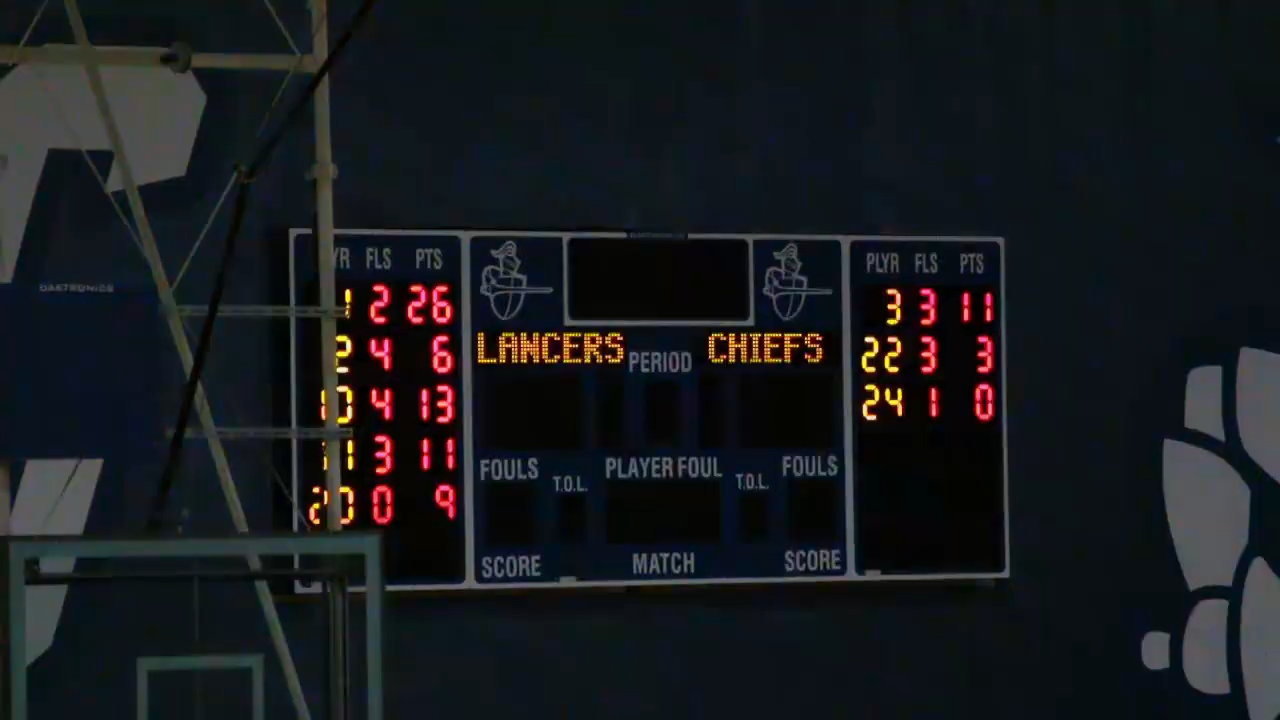 DAKTRONICS
YR FLS PTS
1 2 26
2 4 6
10 4 13
11 3 11
20 0 9
LANCERS
CHIEFS
PERIOD
FOULS
T.O.L.
PLAYER FOUL
T.O.L.
FOULS
SCORE
MATCH
SCORE
PLYR FLS PTS
3 3 11
22 3 3
24 1 0